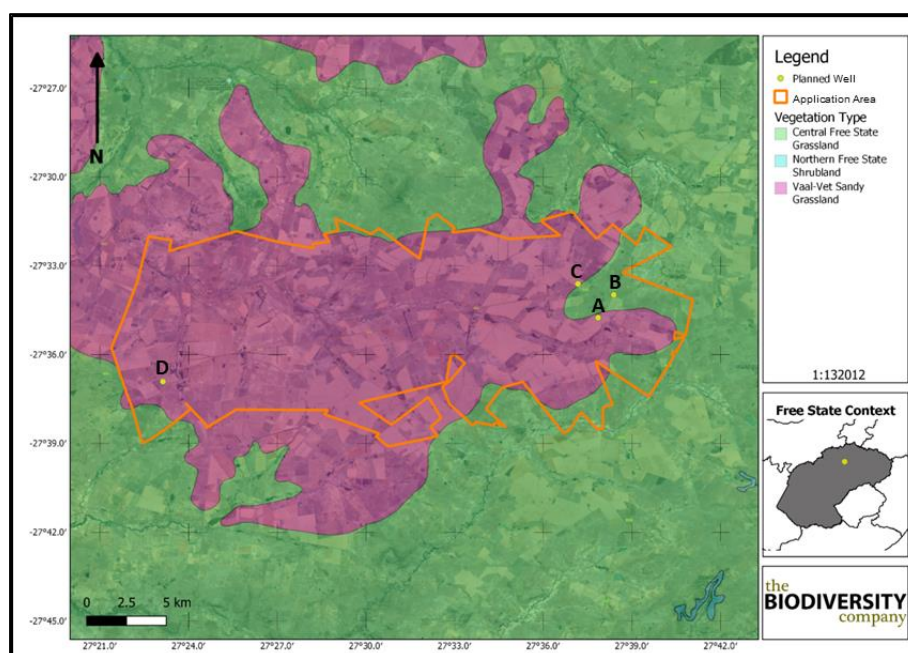 -27°27.0'
-27°30.0'
-27°33.0'
-27°36.0'
-27°39.0'
-27°42.0'
-27°45.0'
N
C
B
A
D
0 2.5 5 km
27°21.0' 27°24.0' 27°27.0' 27°30.0' 27°33.0' 27°36.0' 27°39.0' 27°42.0'
Legend
Planned Well
Application Area
Vegetation Type
Central Free State
Grassland
Northern Free State
Shrubland
Vaal-Vet Sandy
Grassland
1:132012
Free State Context
the
BIODIVERSITY
company